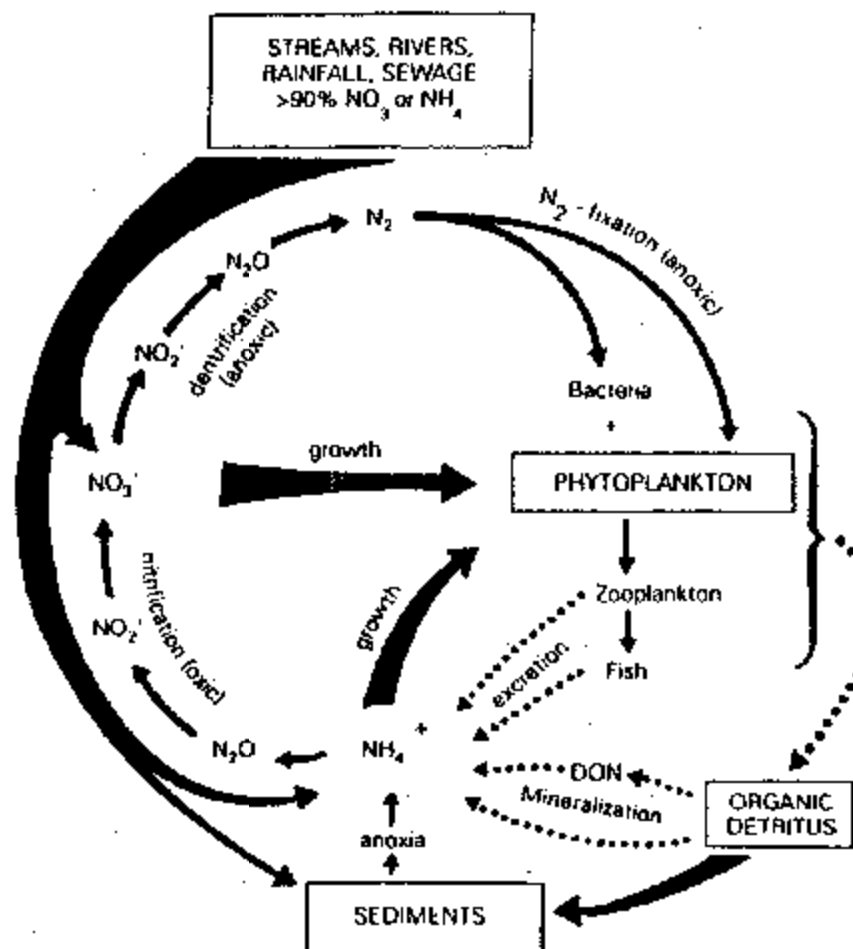 STREAMS, RIVERS,
RAINFALL, SEWAGE
>90% NO₃ or NH₄
N₂
N₂ - fixation (anoxic)
N₂O
NO₂'
dentrification
(anoxic)
Bacteria
+
NO₃'
growth
PHYTOPLANKTON
nitrification (oxic)
NO₂'
growth
Zooplankton
excretion
Fish
N₂O
NH₄ +
DON
Mineralization
ORGANIC
DETRITUS
anoxia
SEDIMENTS